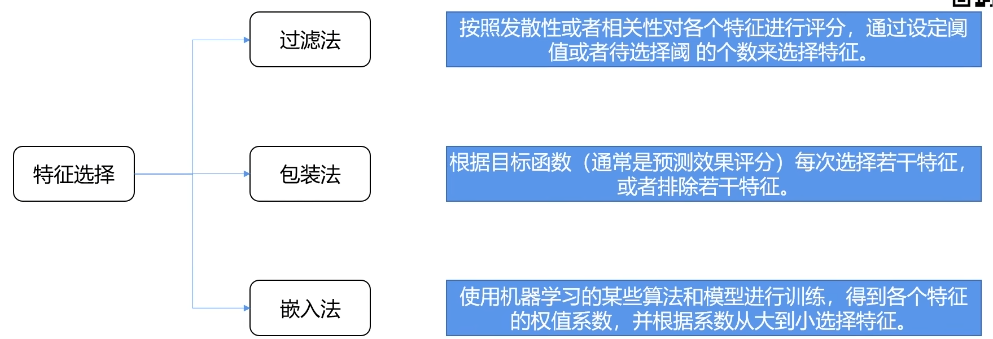 过滤法
按照发散性或者相关性对各个特征进行评分，通过设定阈
值或者待选择阈 的个数来选择特征。
特征选择
包装法
根据目标函数（通常是预测效果评分）每次选择若干特征，
或者排除若干特征。
嵌入法
使用机器学习的某些算法和模型进行训练，得到各个特征
的权值系数，并根据系数从大到小选择特征。